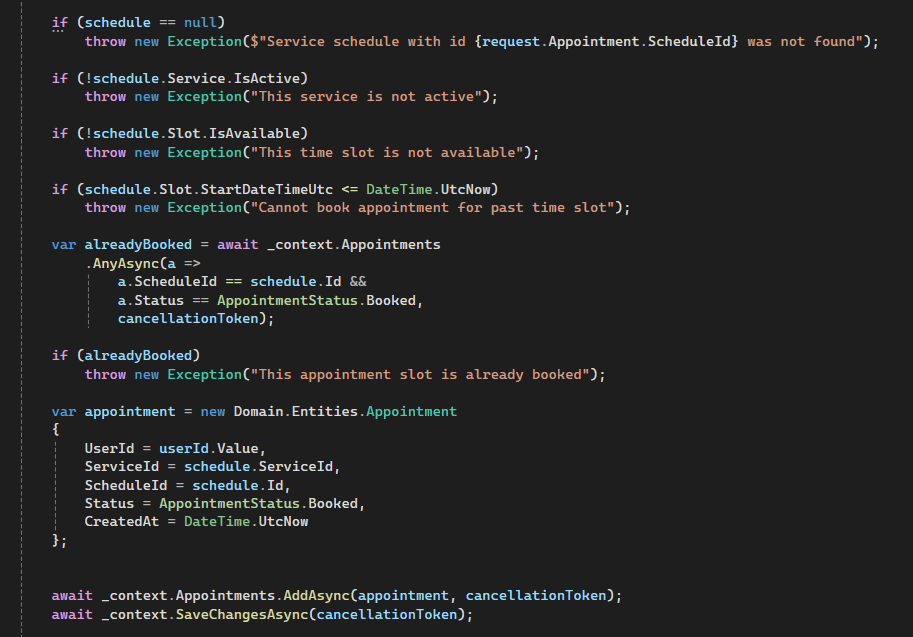 if (schedule == null)
    throw new Exception($"Service schedule with id {request.Appointment.ScheduleId} was not found");

if (!schedule.Service.IsActive)
    throw new Exception("This service is not active");

if (!schedule.Slot.IsAvailable)
    throw new Exception("This time slot is not available");

if (schedule.Slot.StartDateTimeUtc <= DateTime.UtcNow)
    throw new Exception("Cannot book appointment for past time slot");

var alreadyBooked = await _context.Appointments
    .AnyAsync(a =>
        a.ScheduleId == schedule.Id &&
        a.Status == AppointmentStatus.Booked,
        cancellationToken);

if (alreadyBooked)
    throw new Exception("This appointment slot is already booked");

var appointment = new Domain.Entities.Appointment
{
    UserId = userId.Value,
    ServiceId = schedule.ServiceId,
    ScheduleId = schedule.Id,
    Status = AppointmentStatus.Booked,
    CreatedAt = DateTime.UtcNow
};

await _context.Appointments.AddAsync(appointment, cancellationToken);
await _context.SaveChangesAsync(cancellationToken);